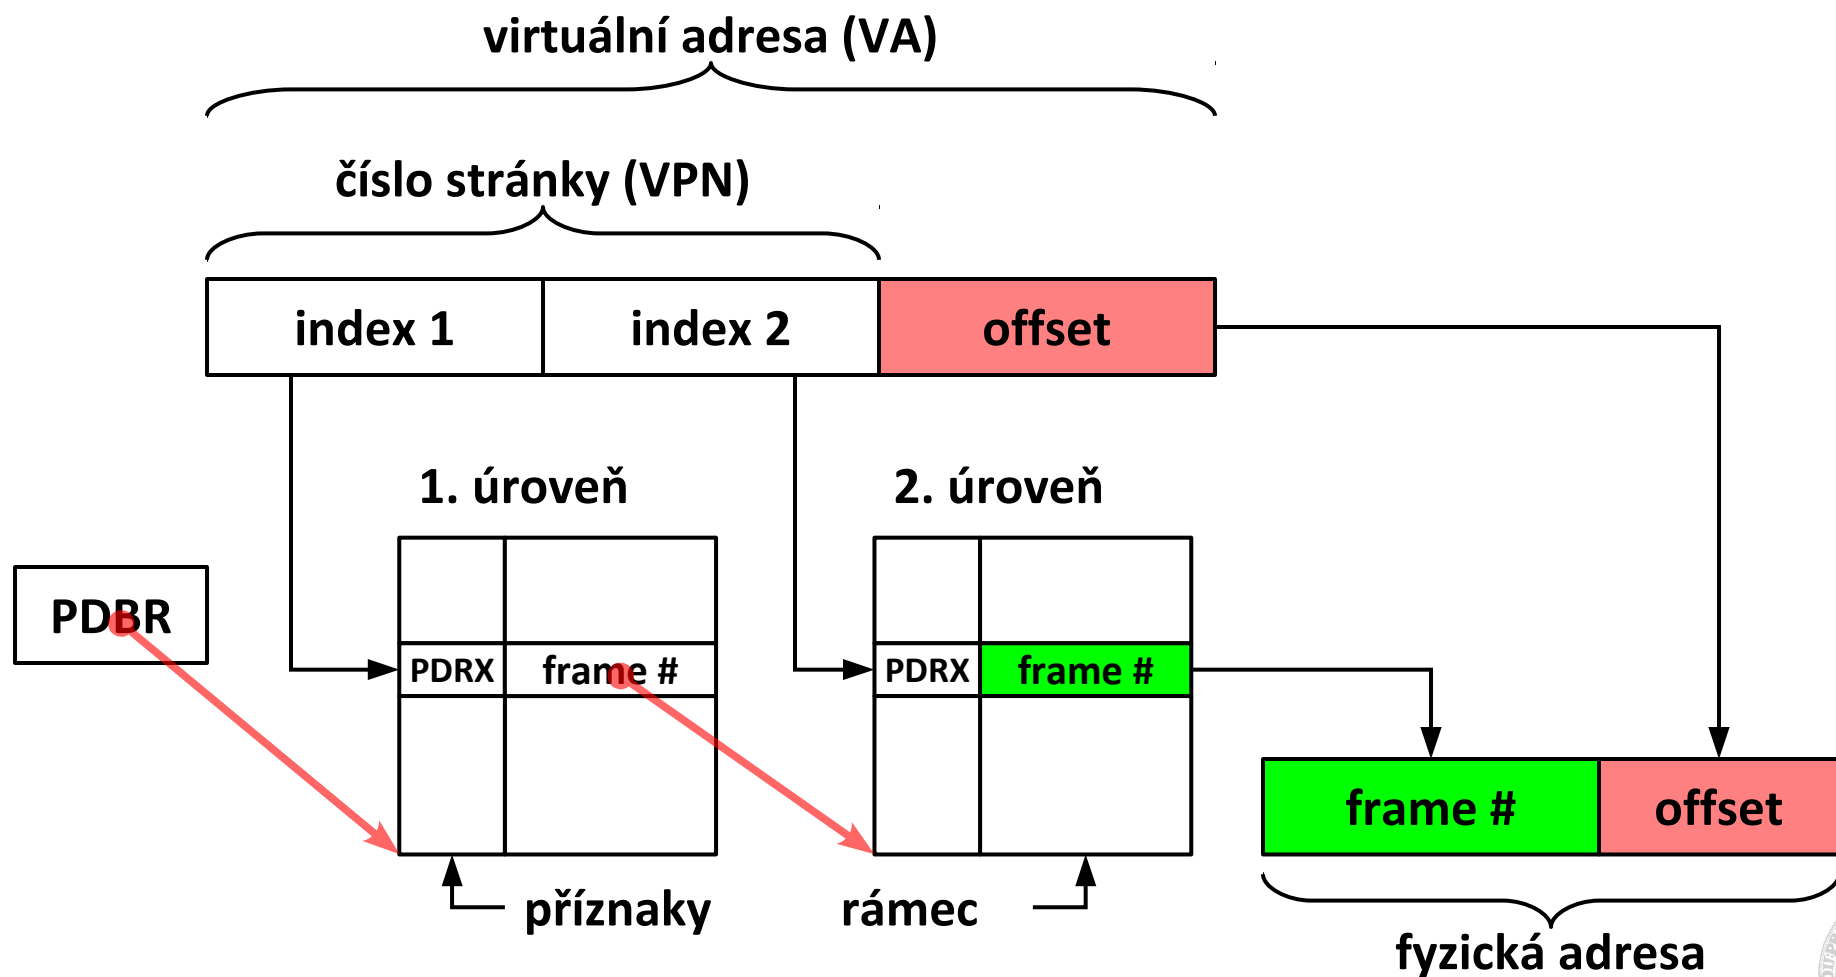 virtuální adresa (VA)
číslo stránky (VPN)
index 1 index 2 offset
1. úroveň 2. úroveň
PDBR
PDRX frame # PDRX frame #
frame # offset
příznaky rámec
fyzická adresa